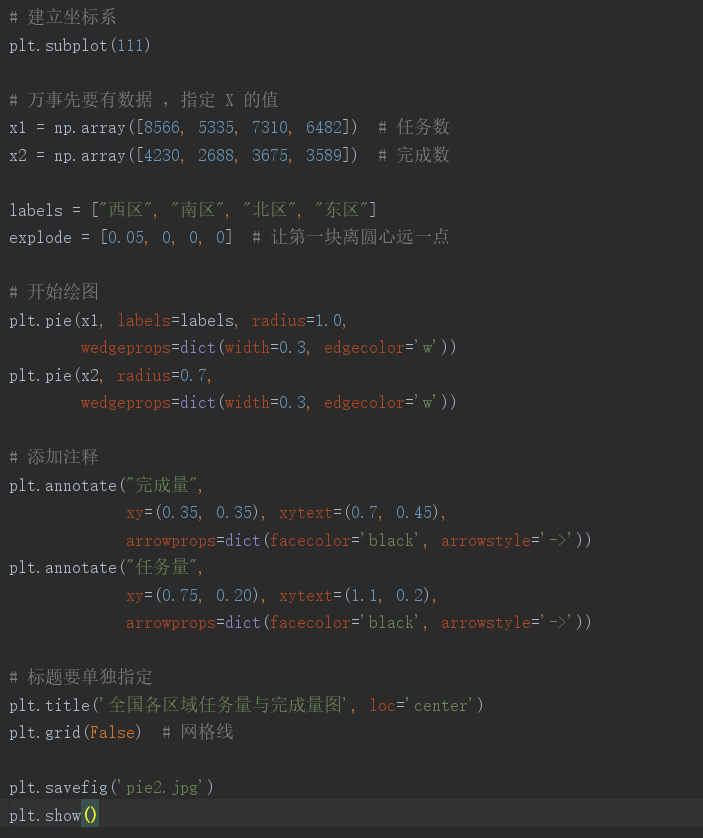 # 建立坐标系
plt.subplot(111)
# 万事先要有数据 ，指定 X 的值
x1 = np.array([8566, 5335, 7310, 6482])  # 任务数
x2 = np.array([4230, 2688, 3675, 3589])  # 完成数
labels = ["西区", "南区", "北区", "东区"]
explode = [0.05, 0, 0, 0]  # 让第一块离圆心远一点
# 开始绘图
plt.pie(x1, labels=labels, radius=1.0,
        wedgeprops=dict(width=0.3, edgecolor='w'))
plt.pie(x2, radius=0.7,
        wedgeprops=dict(width=0.3, edgecolor='w'))
# 添加注释
plt.annotate("完成量",
             xy=(0.35, 0.35), xytext=(0.7, 0.45),
             arrowprops=dict(facecolor='black', arrowstyle='->'))
plt.annotate("任务量",
             xy=(0.75, 0.20), xytext=(1.1, 0.2),
             arrowprops=dict(facecolor='black', arrowstyle='->'))
# 标题要单独指定
plt.title('全国各区域任务量与完成量图', loc='center')
plt.grid(False)  # 网格线
plt.savefig('pie2.jpg')
plt.show()